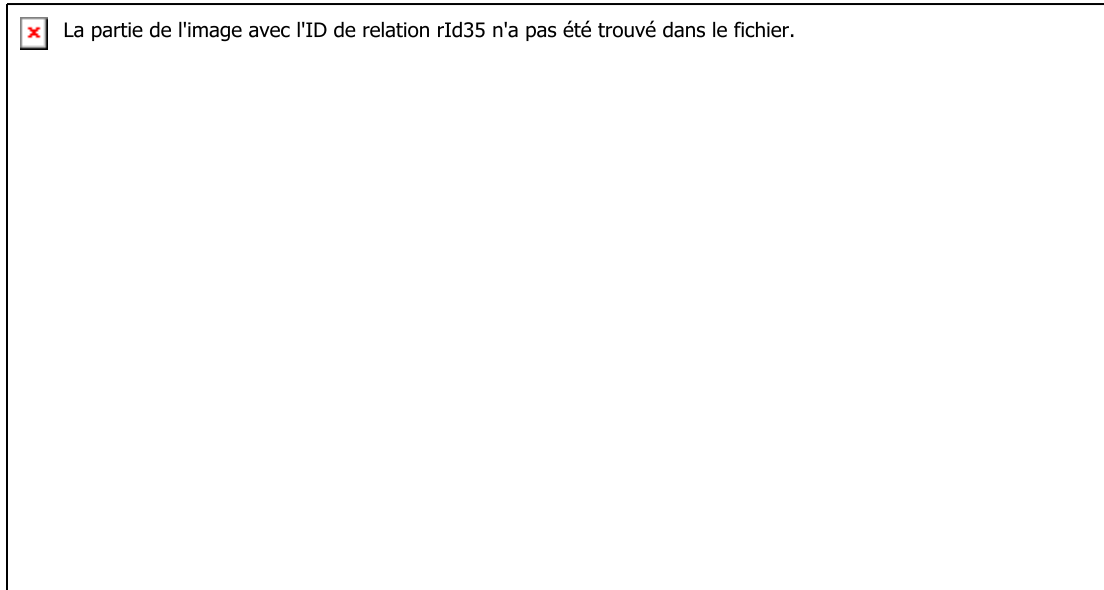 La partie de l'image avec l'ID de relation rId35 n'a pas été trouvé dans le fichier.